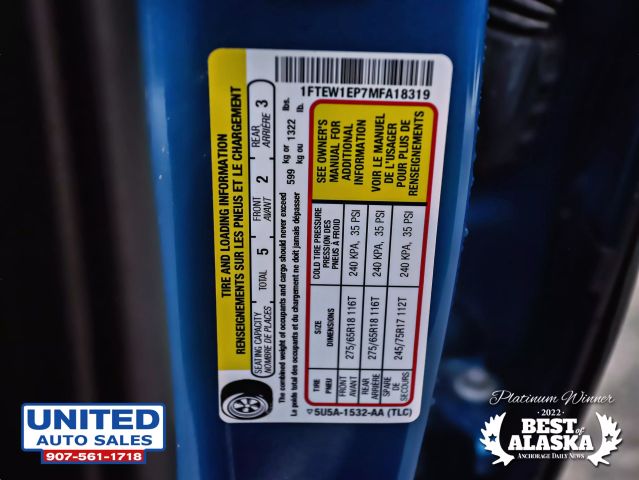 1FTEW1EP7MFA18319
TIRE AND LOADING INFORMATION
RENSEIGNEMENTS SUR LES PNEUS ET LE CHARGEMENT
SEATING CAPACITY
NOMBRE DE PLACES
TOTAL 5
FRONT
AVANT
2
REAR
ARRIÈRE
3
The combined weight of occupants and cargo should never exceed
Le poids total des occupants et du chargement ne doit jamais dépasser
599 kg or 1322 lbs.
kg ou lb.
TIRE
PNEU
SIZE
DIMENSIONS
COLD TIRE PRESSURE
PRESSION DES
PNEUS À FROID
FRONT
AVANT
275/65R18 116T
240 KPA, 35 PSI
REAR
ARRIÈRE
275/65R18 116T
240 KPA, 35 PSI
SPARE
DE
SECOURS
245/75R17 112T
240 KPA, 35 PSI
SEE OWNER'S
MANUAL FOR
ADDITIONAL
INFORMATION
VOIR LE MANUEL
DE L'USAGER
POUR PLUS DE
RENSEIGNEMENTS
5U5A-1532-AA (TLC)
UNITED
AUTO SALES
907-561-1718
Platinum Winner
·2022·
BEST of
ALASKA
ANCHORAGE DAILY NEWS